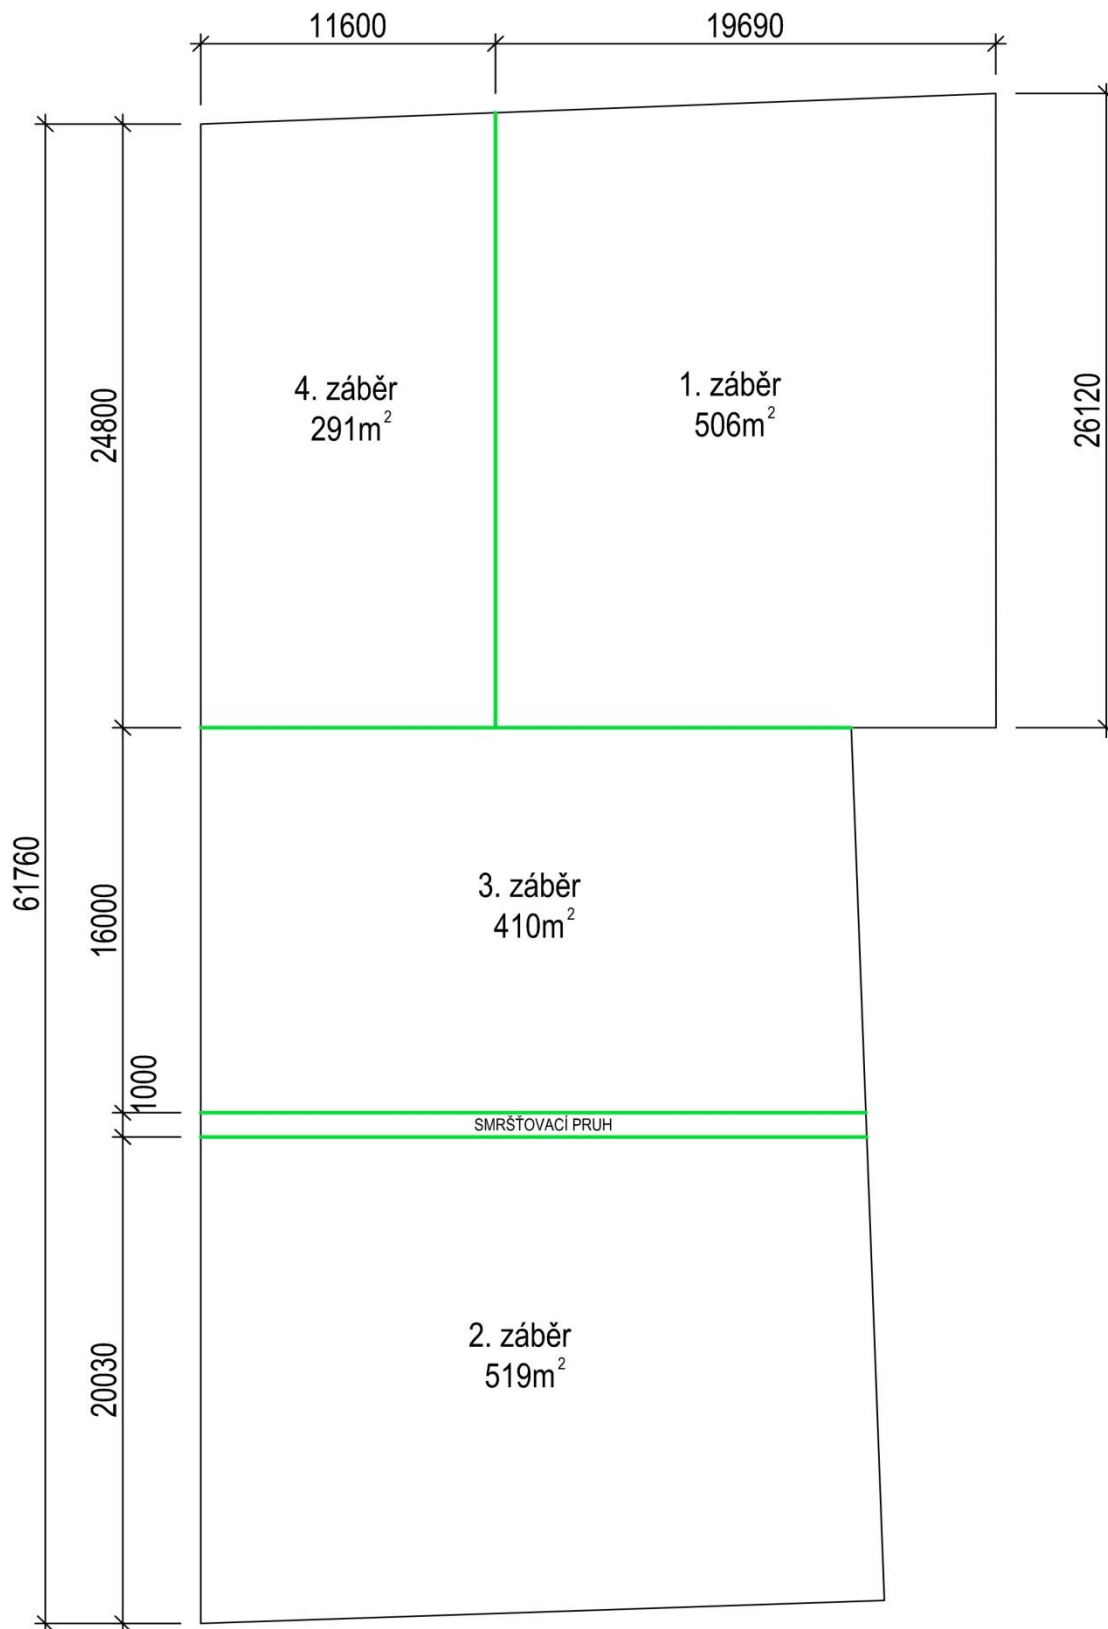 11600
19690
24800
26120
4. záběr
291m²
1. záběr
506m²
61760
16000
3. záběr
410m²
1000
SMRŠŤOVACÍ PRUH
20030
2. záběr
519m²